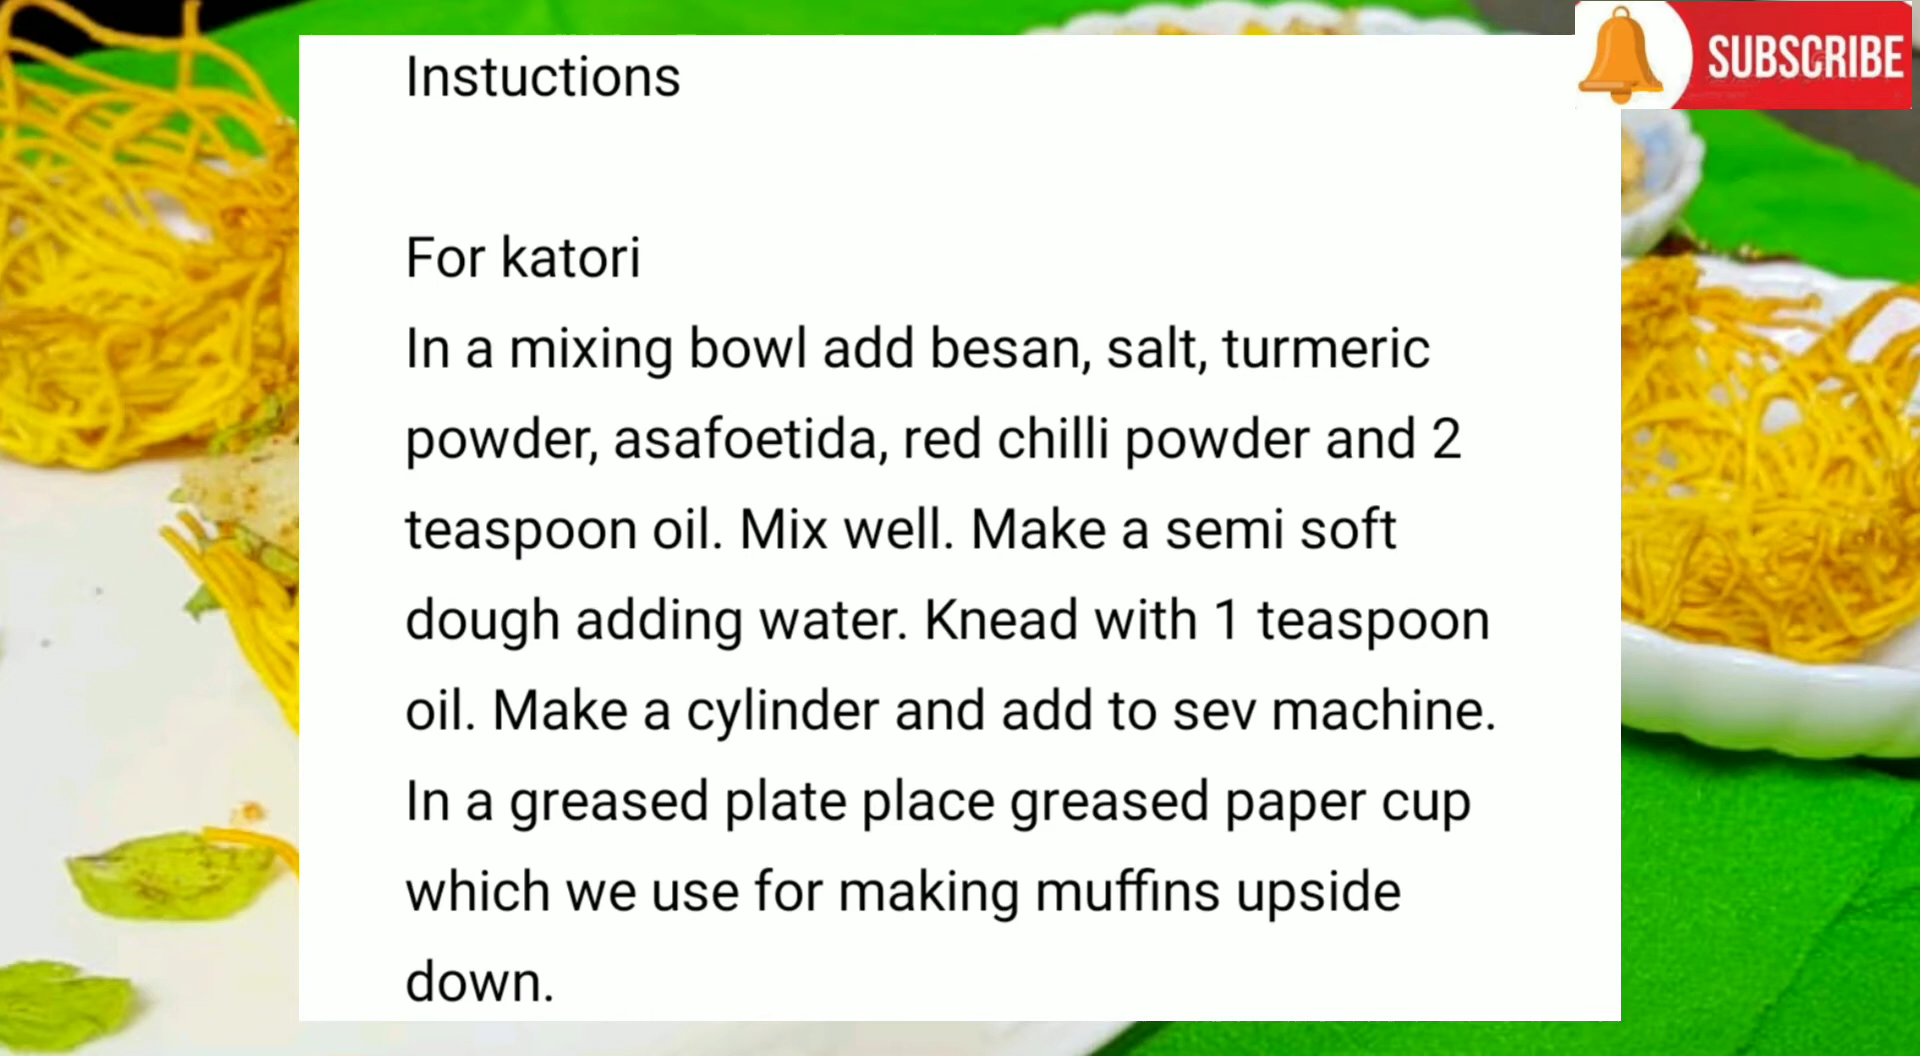 SUBSCRIBE
Instuctions
For katori
In a mixing bowl add besan, salt, turmeric
powder, asafoetida, red chilli powder and 2
teaspoon oil. Mix well. Make a semi soft
dough adding water. Knead with 1 teaspoon
oil. Make a cylinder and add to sev machine.
In a greased plate place greased paper cup
which we use for making muffins upside
down.